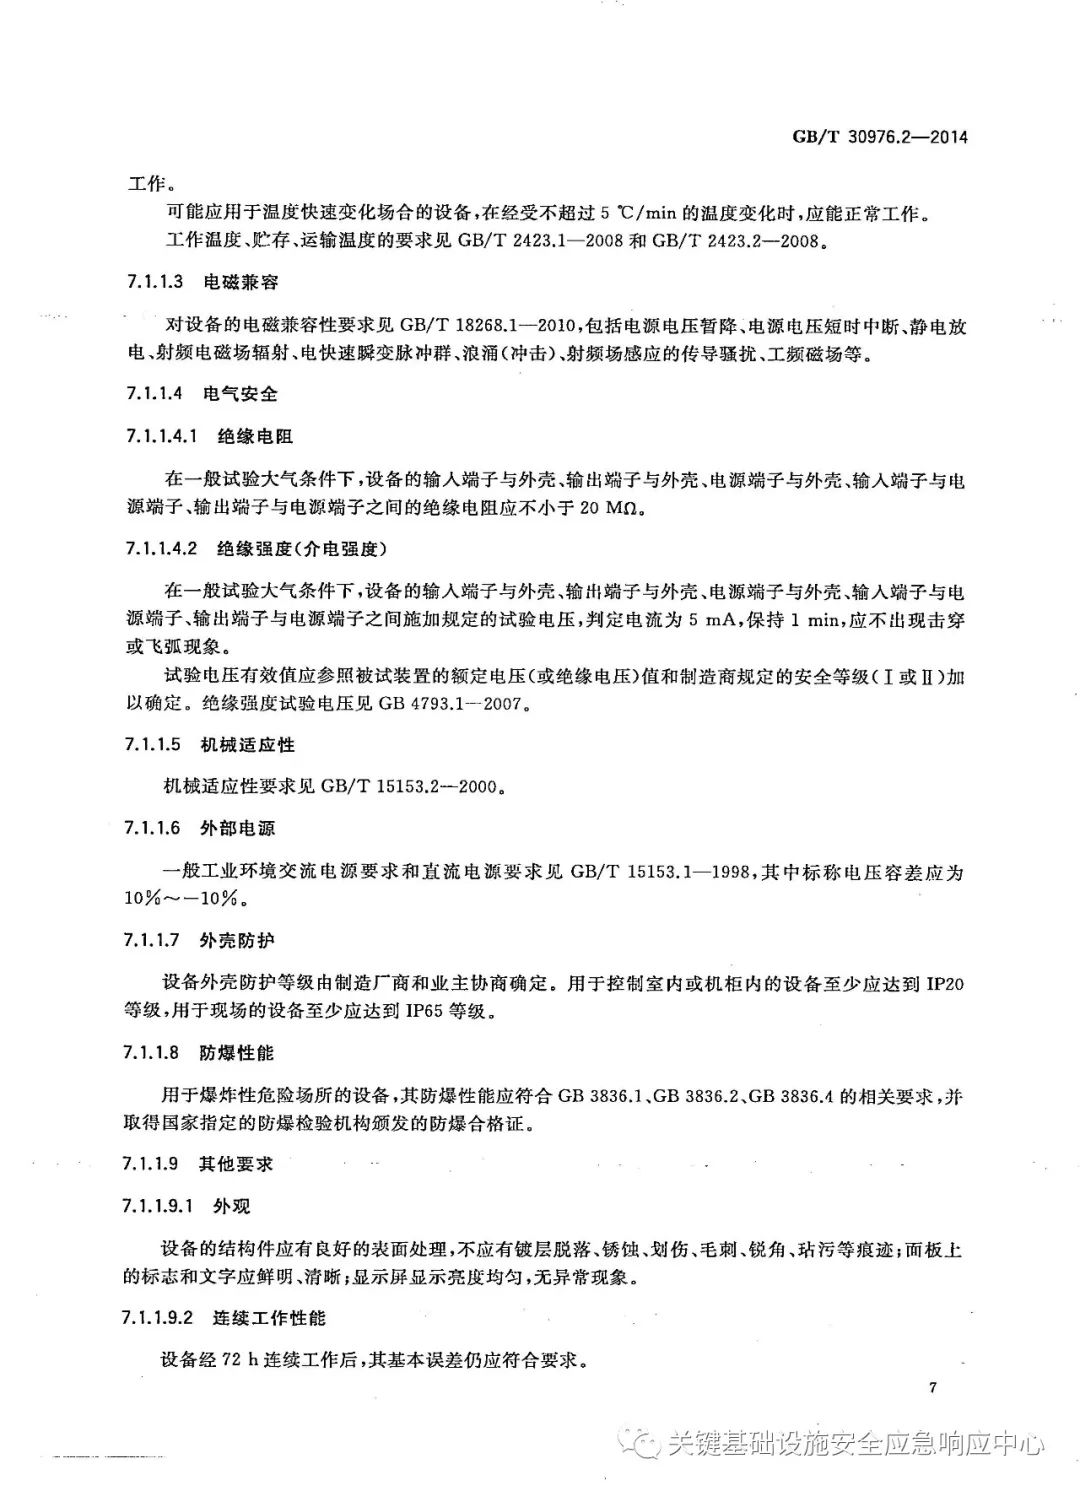 GB/T 30976.2—2014
工作。
可能应用于温度快速变化场合的设备,在经受不超过 5 ℃/min 的温度变化时,应能正常工作。
工作温度、贮存、运输温度的要求见 GB/T 2423.1—2008 和 GB/T 2423.2—2008。
7.1.1.3 电磁兼容
对设备的电磁兼容性要求见 GB/T 18268.1—2010,包括电源电压暂降、电源电压短时中断、静电放
电、射频电磁场辐射、电快速瞬变脉冲群、浪涌(冲击)、射频场感应的传导骚扰、工频磁场等。
7.1.1.4 电气安全
7.1.1.4.1 绝缘电阻
在一般试验大气条件下,设备的输入端子与外壳、输出端子与外壳、电源端子与外壳、输入端子与电
源端子、输出端子与电源端子之间的绝缘电阻应不小于 20 MΩ。
7.1.1.4.2 绝缘强度(介电强度)
在一般试验大气条件下,设备的输入端子与外壳、输出端子与外壳、电源端子与外壳、输入端子与电
源端子、输出端子与电源端子之间施加规定的试验电压,判定电流为 5 mA,保持 1 min,应不出现击穿
或飞弧现象。
试验电压有效值应参照被试装置的额定电压(或绝缘电压)值和制造商规定的安全等级(Ⅰ或Ⅱ)加
以确定。绝缘强度试验电压见 GB 4793.1—2007。
7.1.1.5 机械适应性
机械适应性要求见 GB/T 15153.2—2000。
7.1.1.6 外部电源
一般工业环境交流电源要求和直流电源要求见 GB/T 15153.1—1998,其中标称电压容差应为
10%～-10%。
7.1.1.7 外壳防护
设备外壳防护等级由制造厂商和业主协商确定。用于控制室内或机柜内的设备至少应达到 IP20
等级,用于现场的设备至少应达到 IP65 等级。
7.1.1.8 防爆性能
用于爆炸性危险场所的设备,其防爆性能应符合 GB 3836.1、GB 3836.2、GB 3836.4 的相关要求,并
取得国家指定的防爆检验机构颁发的防爆合格证。
7.1.1.9 其他要求
7.1.1.9.1 外观
设备的结构件应有良好的表面处理,不应有镀层脱落、锈蚀、划伤、毛刺、锐角、玷污等痕迹;面板上
的标志和文字应鲜明、清晰;显示屏显示亮度均匀,无异常现象。
7.1.1.9.2 连续工作性能
设备经 72 h 连续工作后,其基本误差仍应符合要求。
7
关键基础设施安全应急响应中心